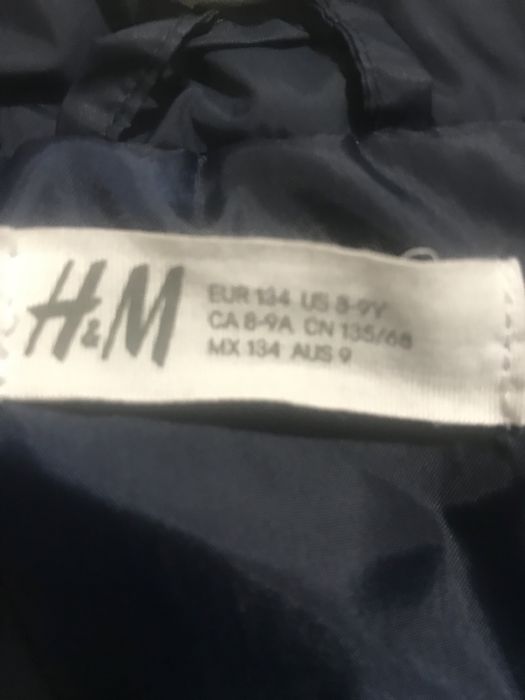 H&M
EUR 134 US 8-9Y
CA 8-9A CN 135/68
MX 134 AUS 9